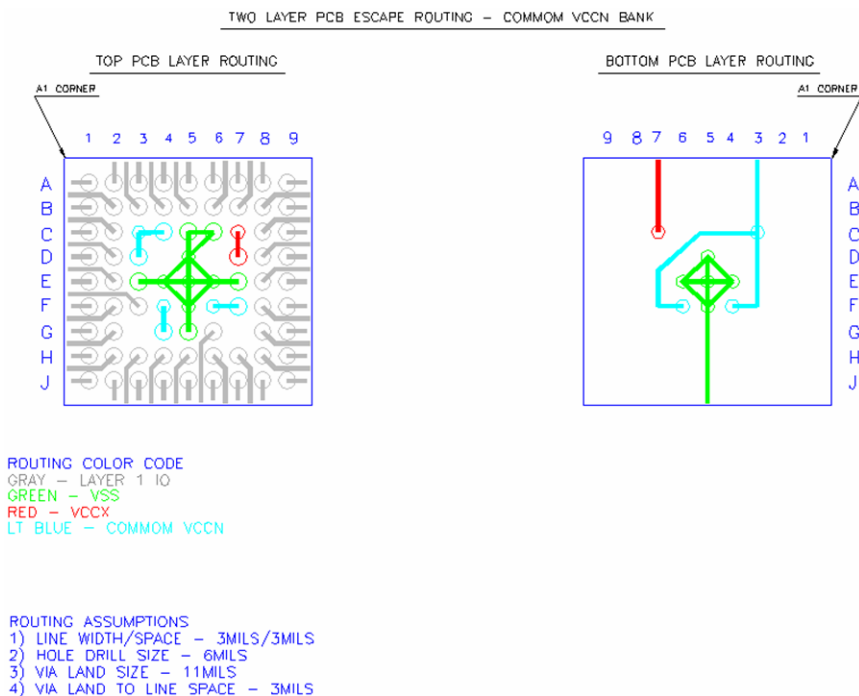 TWO LAYER PCB ESCAPE ROUTING – COMMOM VCCN BANK
TOP PCB LAYER ROUTING
BOTTOM PCB LAYER ROUTING
A1 CORNER
A1 CORNER
1 2 3 4 5 6 7 8 9
9 8 7 6 5 4 3 2 1
A
B
C
D
E
F
G
H
J
A
B
C
D
E
F
G
H
J
ROUTING COLOR CODE
GRAY – LAYER 1 IO
GREEN – VSS
RED – VCCX
LT BLUE – COMMOM VCCN
ROUTING ASSUMPTIONS
1) LINE WIDTH/SPACE – 3MILS/3MILS
2) HOLE DRILL SIZE – 6MILS
3) VIA LAND SIZE – 11MILS
4) VIA LAND TO LINE SPACE – 3MILS